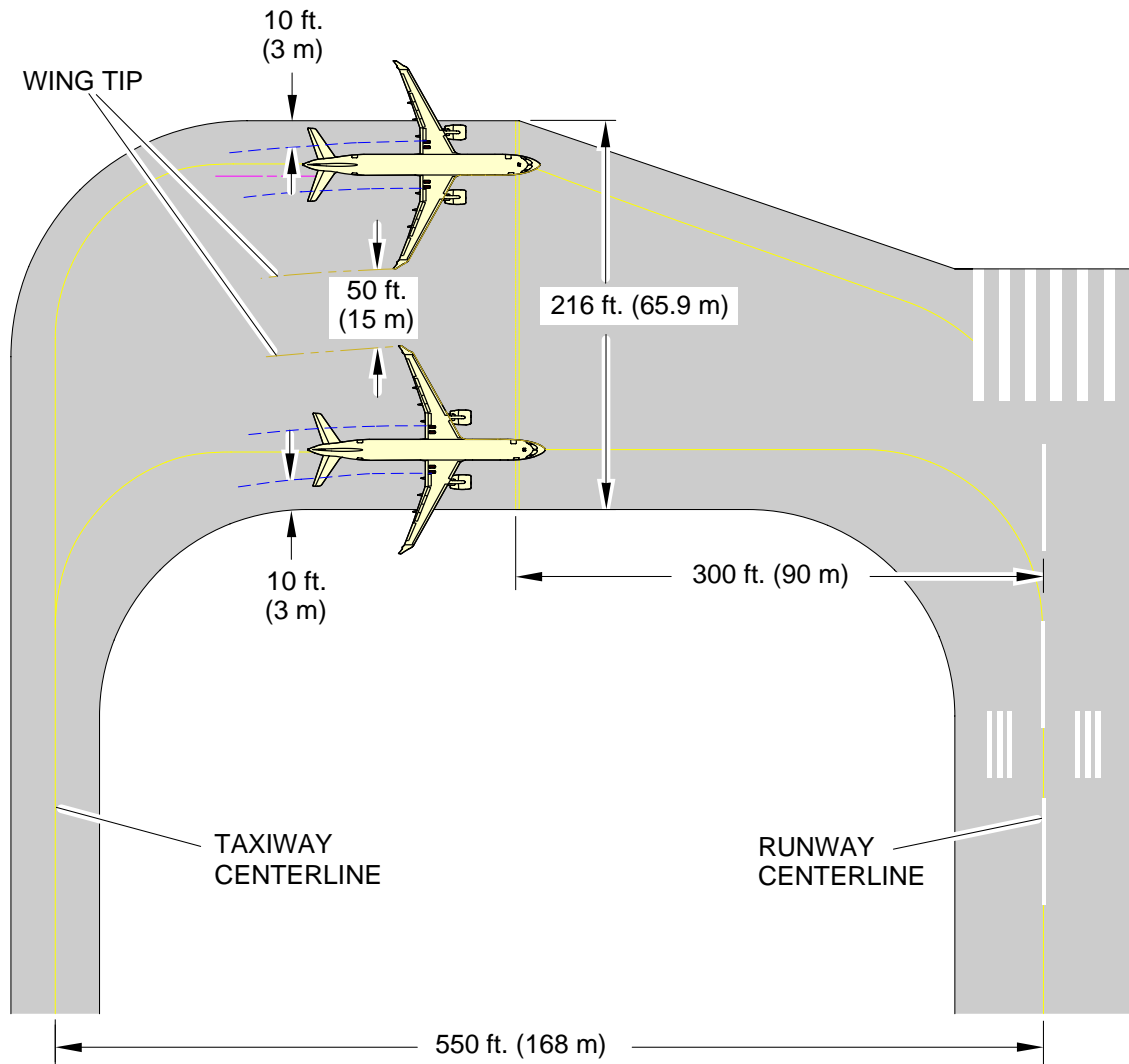 10 ft.
(3 m)
WING TIP
50 ft.
(15 m)
216 ft. (65.9 m)
10 ft.
(3 m)
300 ft. (90 m)
TAXIWAY
CENTERLINE
RUNWAY
CENTERLINE
550 ft. (168 m)